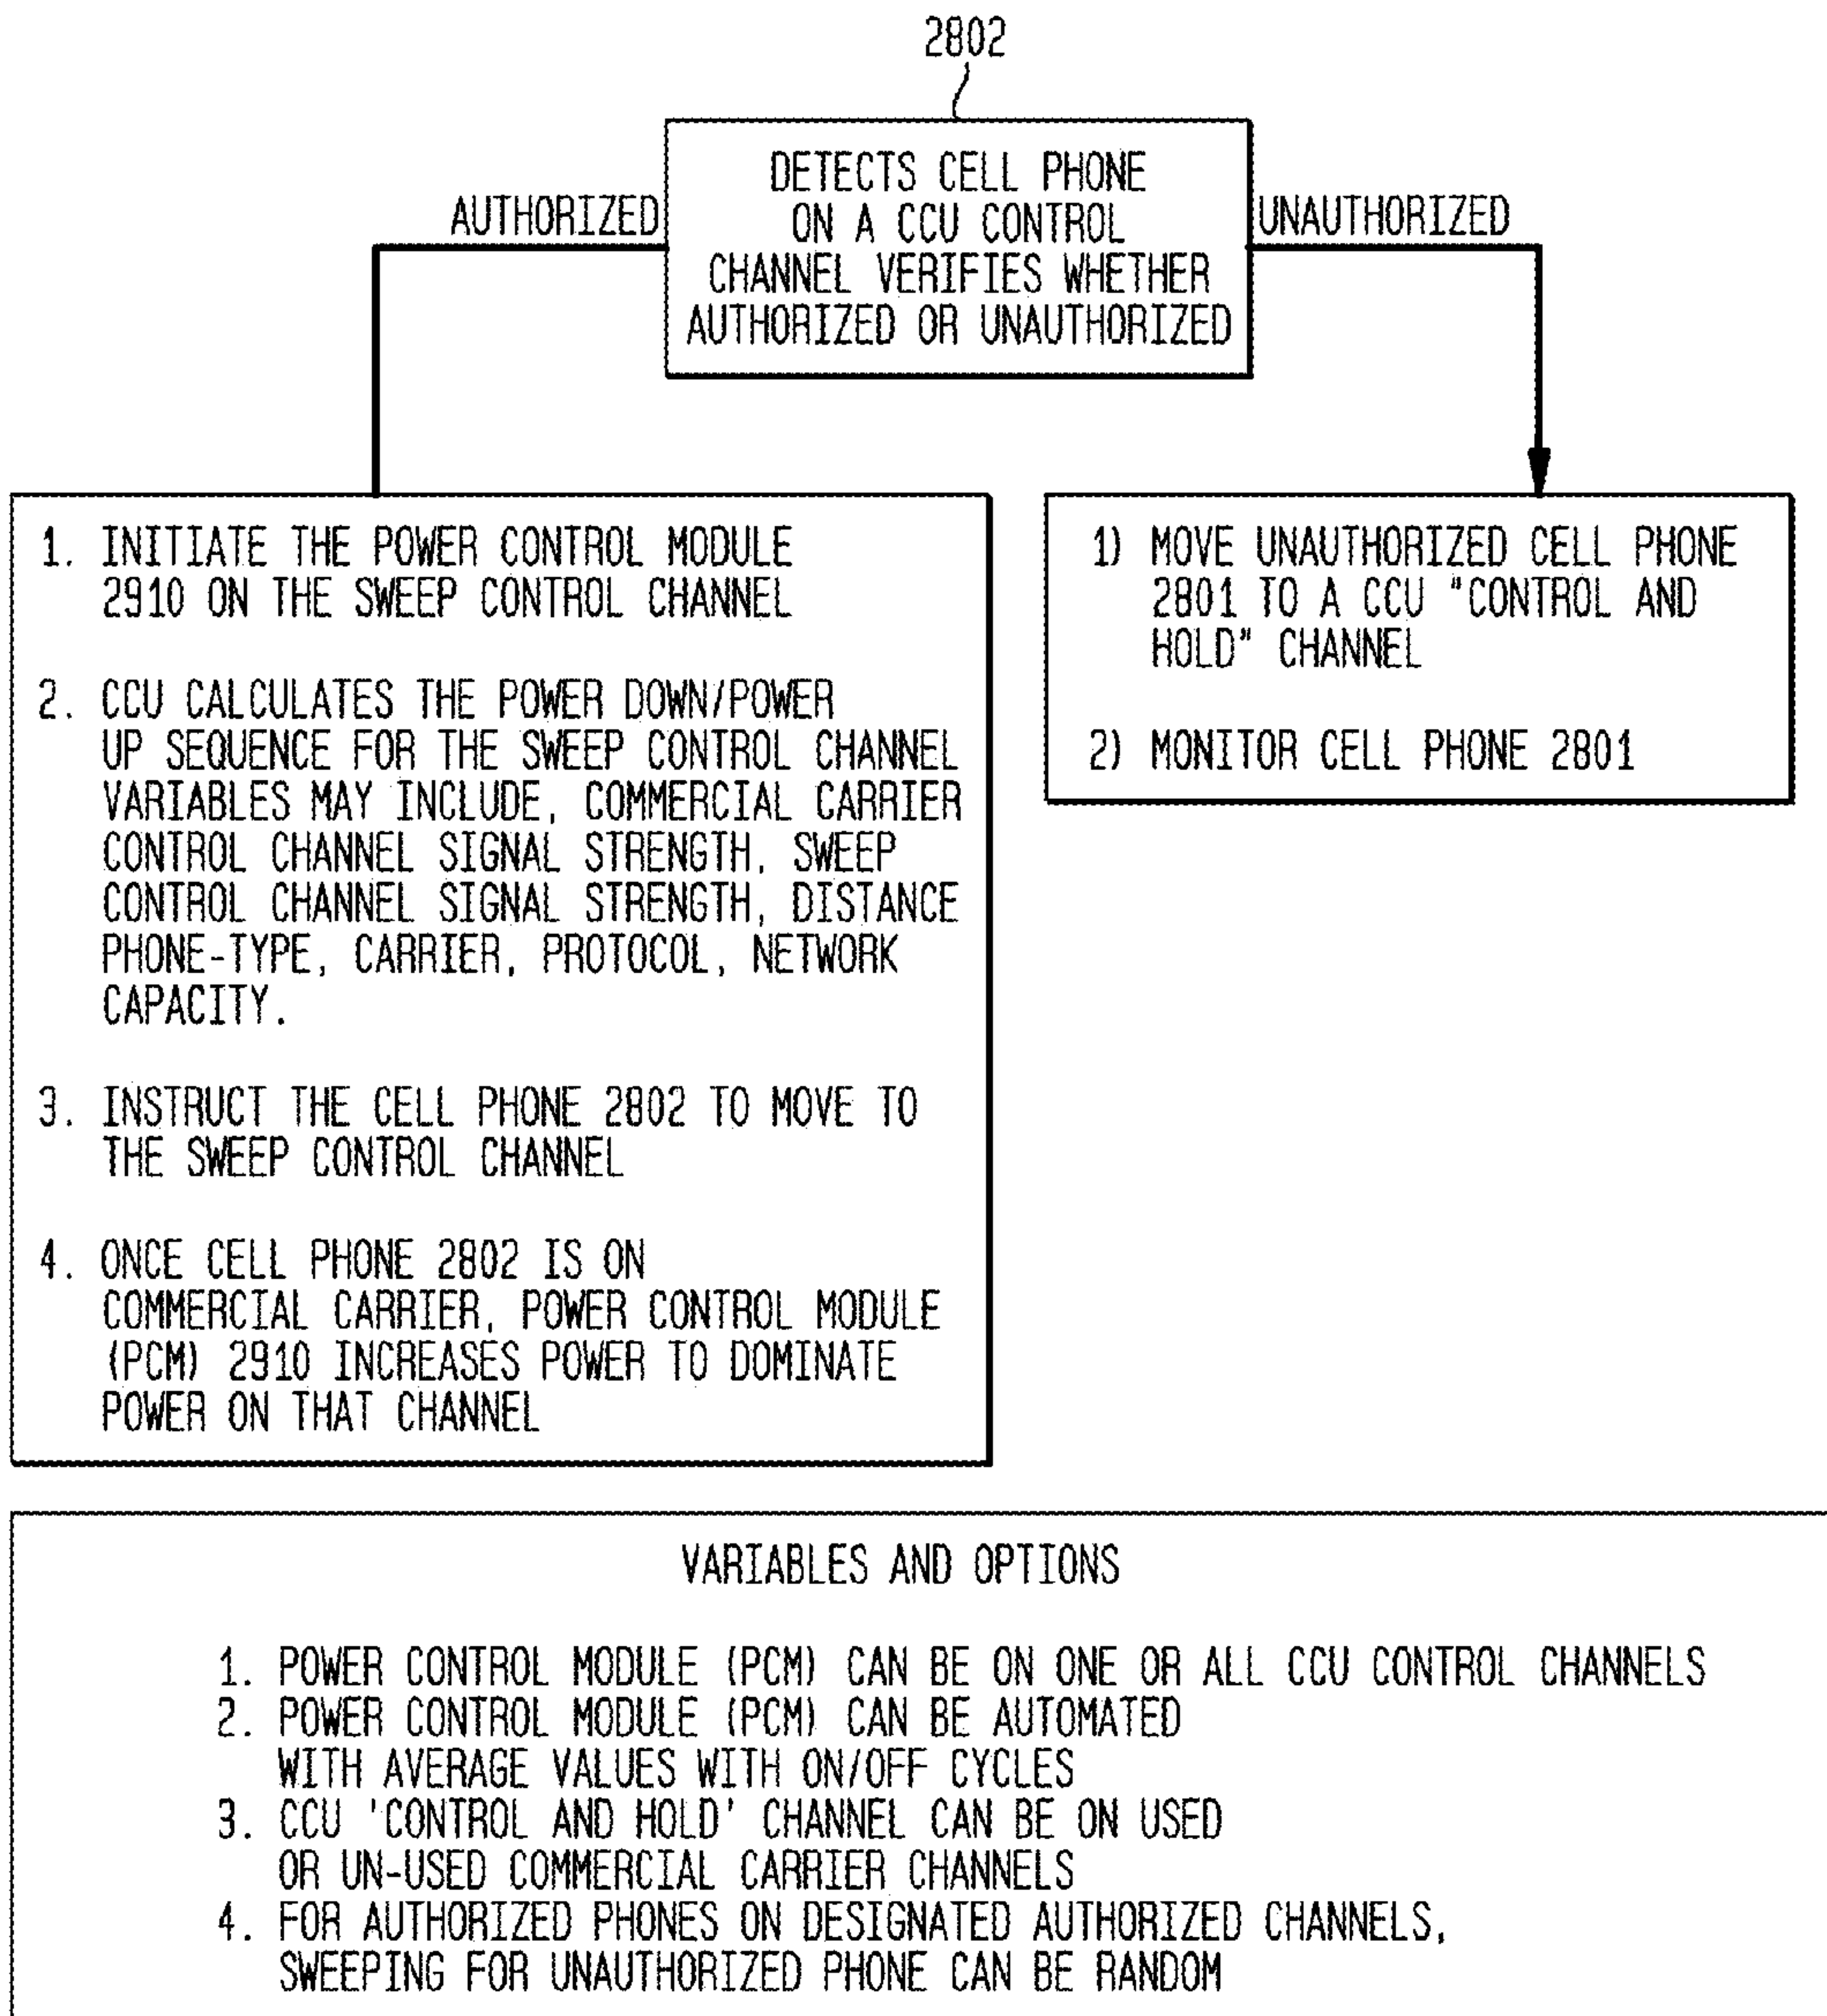 2802
DETECTS CELL PHONE
ON A CCU CONTROL
CHANNEL VERIFIES WHETHER
AUTHORIZED OR UNAUTHORIZED
AUTHORIZED
UNAUTHORIZED
1. INITIATE THE POWER CONTROL MODULE
2910 ON THE SWEEP CONTROL CHANNEL
2. CCU CALCULATES THE POWER DOWN/POWER
UP SEQUENCE FOR THE SWEEP CONTROL CHANNEL
VARIABLES MAY INCLUDE, COMMERCIAL CARRIER
CONTROL CHANNEL SIGNAL STRENGTH, SWEEP
CONTROL CHANNEL SIGNAL STRENGTH, DISTANCE
PHONE-TYPE, CARRIER, PROTOCOL, NETWORK
CAPACITY.
3. INSTRUCT THE CELL PHONE 2802 TO MOVE TO
THE SWEEP CONTROL CHANNEL
4. ONCE CELL PHONE 2802 IS ON
COMMERCIAL CARRIER, POWER CONTROL MODULE
(PCM) 2910 INCREASES POWER TO DOMINATE
POWER ON THAT CHANNEL
1) MOVE UNAUTHORIZED CELL PHONE
2801 TO A CCU "CONTROL AND
HOLD" CHANNEL
2) MONITOR CELL PHONE 2801
VARIABLES AND OPTIONS
1. POWER CONTROL MODULE (PCM) CAN BE ON ONE OR ALL CCU CONTROL CHANNELS
2. POWER CONTROL MODULE (PCM) CAN BE AUTOMATED
WITH AVERAGE VALUES WITH ON/OFF CYCLES
3. CCU 'CONTROL AND HOLD' CHANNEL CAN BE ON USED
OR UN-USED COMMERCIAL CARRIER CHANNELS
4. FOR AUTHORIZED PHONES ON DESIGNATED AUTHORIZED CHANNELS,
SWEEPING FOR UNAUTHORIZED PHONE CAN BE RANDOM